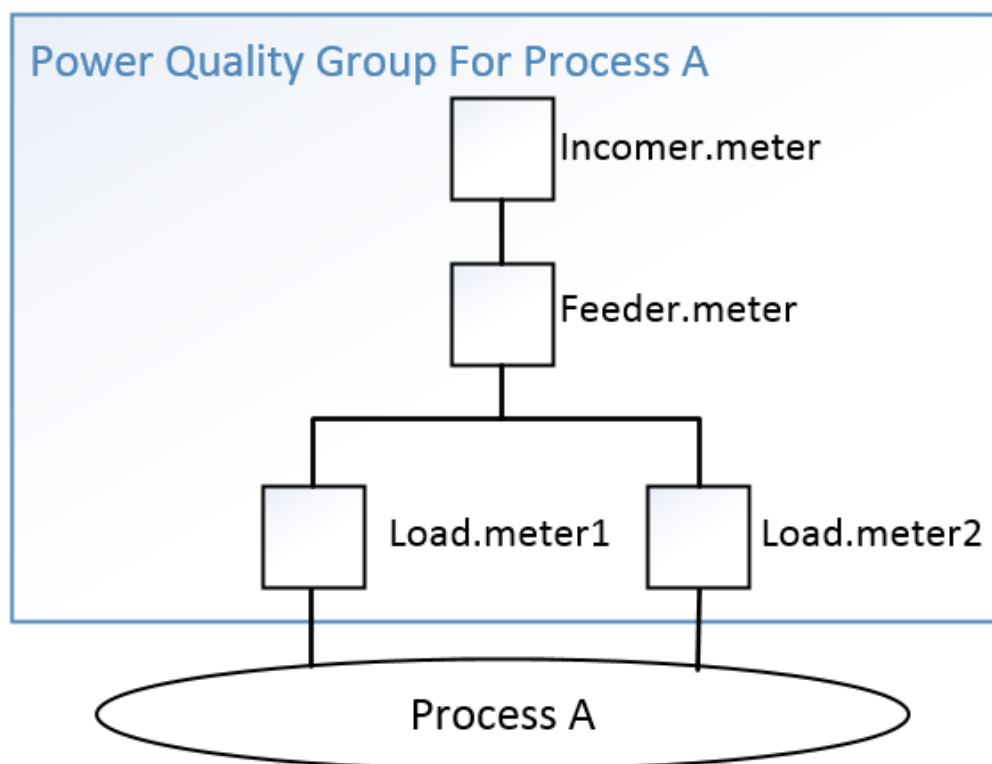 Power Quality Group For Process A
Incomer.meter
Feeder.meter
Load.meter1
Load.meter2
Process A